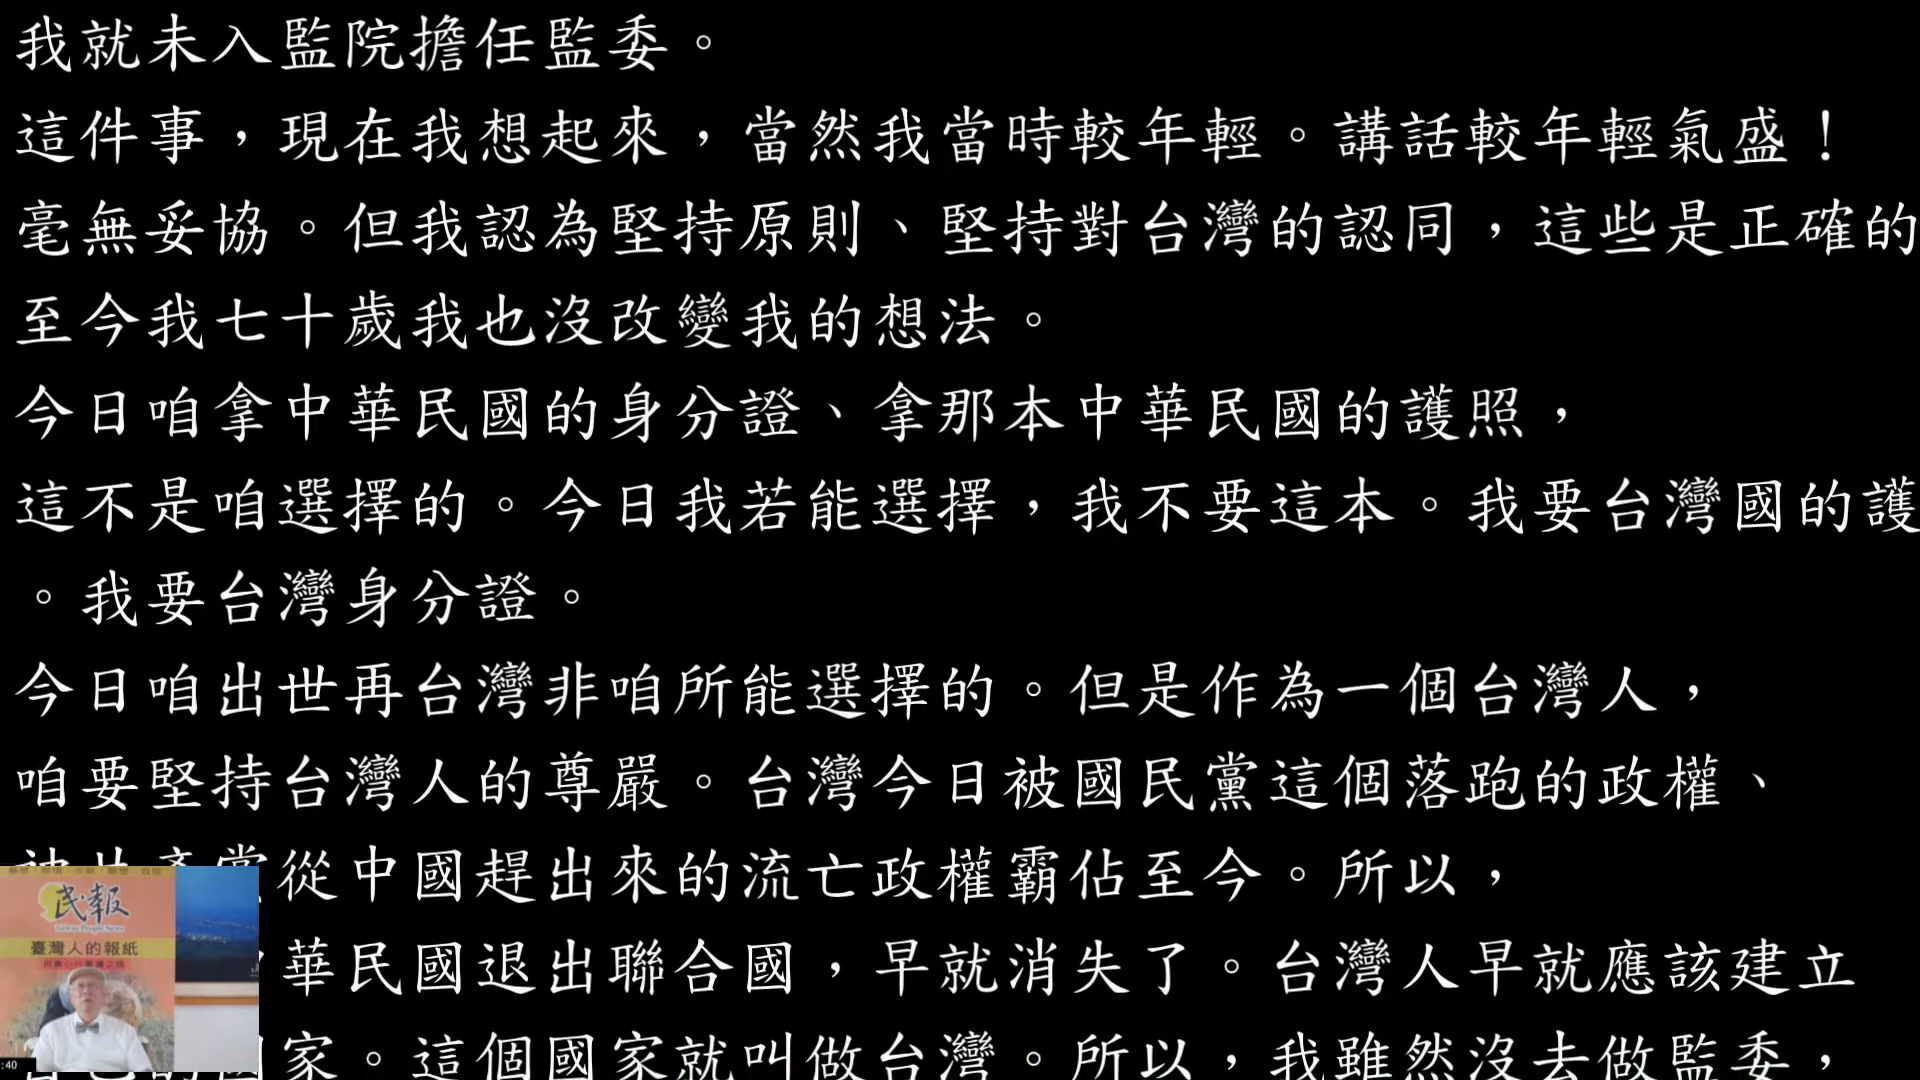 我就未入監院擔任監委。
這件事，現在我想起來，當然我當時較年輕。講話較年輕氣盛！
毫無妥協。但我認為堅持原則、堅持對台灣的認同，這些是正確的
至今我七十歲我也沒改變我的想法。
今日咱拿中華民國的身分證、拿那本中華民國的護照，
這不是咱選擇的。今日我若能選擇，我不要這本。我要台灣國的護
。我要台灣身分證。
今日咱出世再台灣非咱所能選擇的。但是作為一個台灣人，
咱要堅持台灣人的尊嚴。台灣今日被國民黨這個落跑的政權、
從中國趕出來的流亡政權霸佔至今。所以，
華民國退出聯合國，早就消失了。台灣人早就應該建立
家。這個國家就叫做台灣。所以，我雖然沒去做監委，
民報
Taiwan People News
臺灣人的報紙
:40